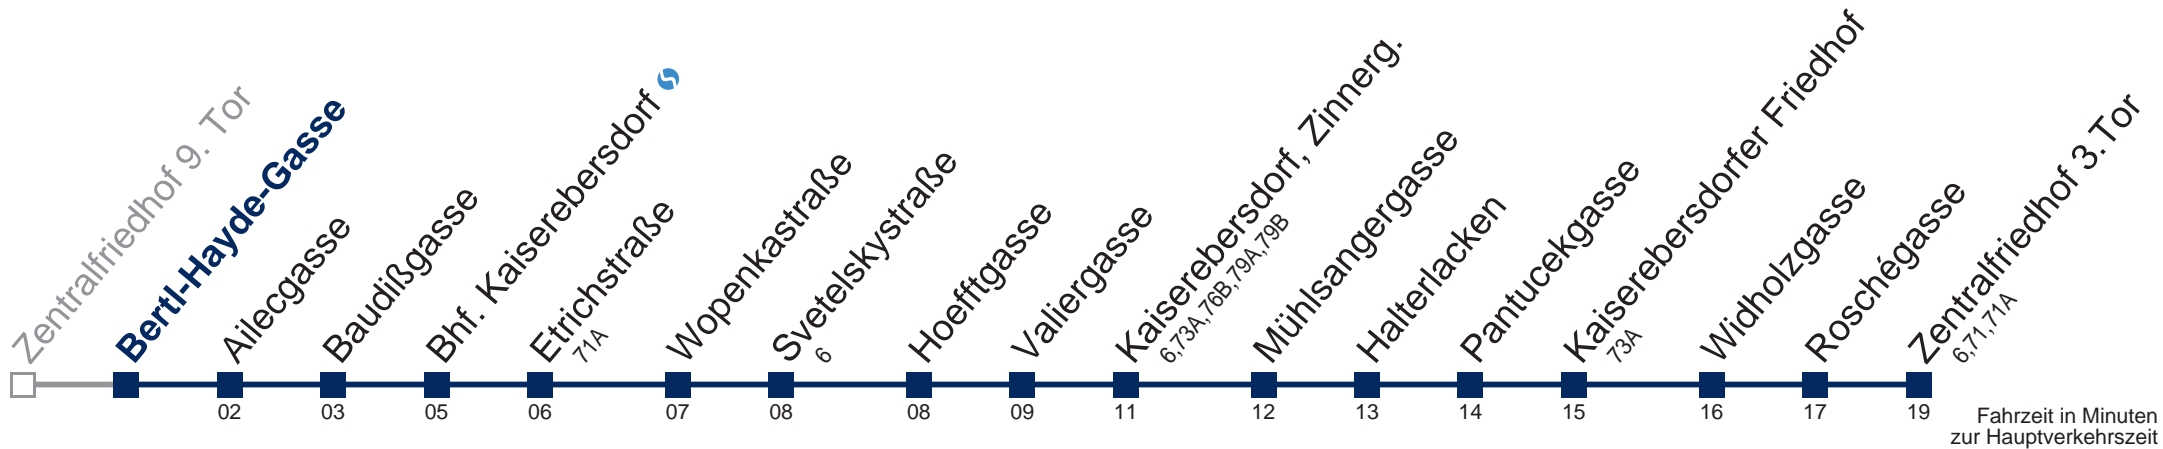 Zentralfriedhof 9. Tor
Bertl-Hayde-Gasse
Ailecgasse
Baudißgasse
Bhf. Kaiserebersdorf
Etrichstraße
71A
Wopenkastraße
Svetelskystraße
6
Hoefftgasse
Valiergasse
Kaiserebersdorf, Zinnerg.
6,73A,76B,79A,79B
Mühlsangergasse
Halterlacken
Pantucekgasse
Kaiserebersdorfer Friedhof
73A
Widholzgasse
Roschégasse
Zentralfriedhof 3.Tor
6,71,71A
02 03 05 06 07 08 08 09 11 12 13 14 15 16 17 19
Fahrzeit in Minuten
zur Hauptverkehrszeit